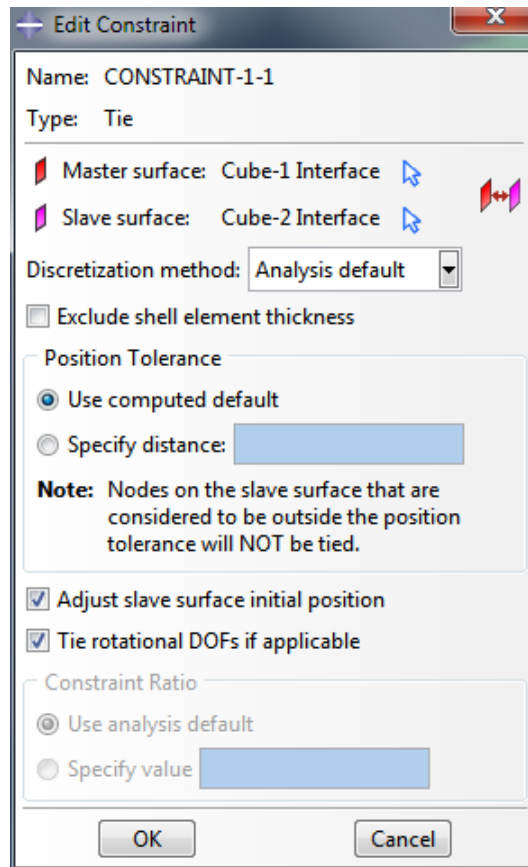 Edit Constraint
Name: CONSTRAINT-1-1
Type: Tie
Master surface: Cube-1 Interface
Slave surface: Cube-2 Interface
Discretization method: Analysis default
Exclude shell element thickness
Position Tolerance
Use computed default
Specify distance:
Note: Nodes on the slave surface that are
considered to be outside the position
tolerance will NOT be tied.
Adjust slave surface initial position
Tie rotational DOFs if applicable
Constraint Ratio
Use analysis default
Specify value
OK Cancel